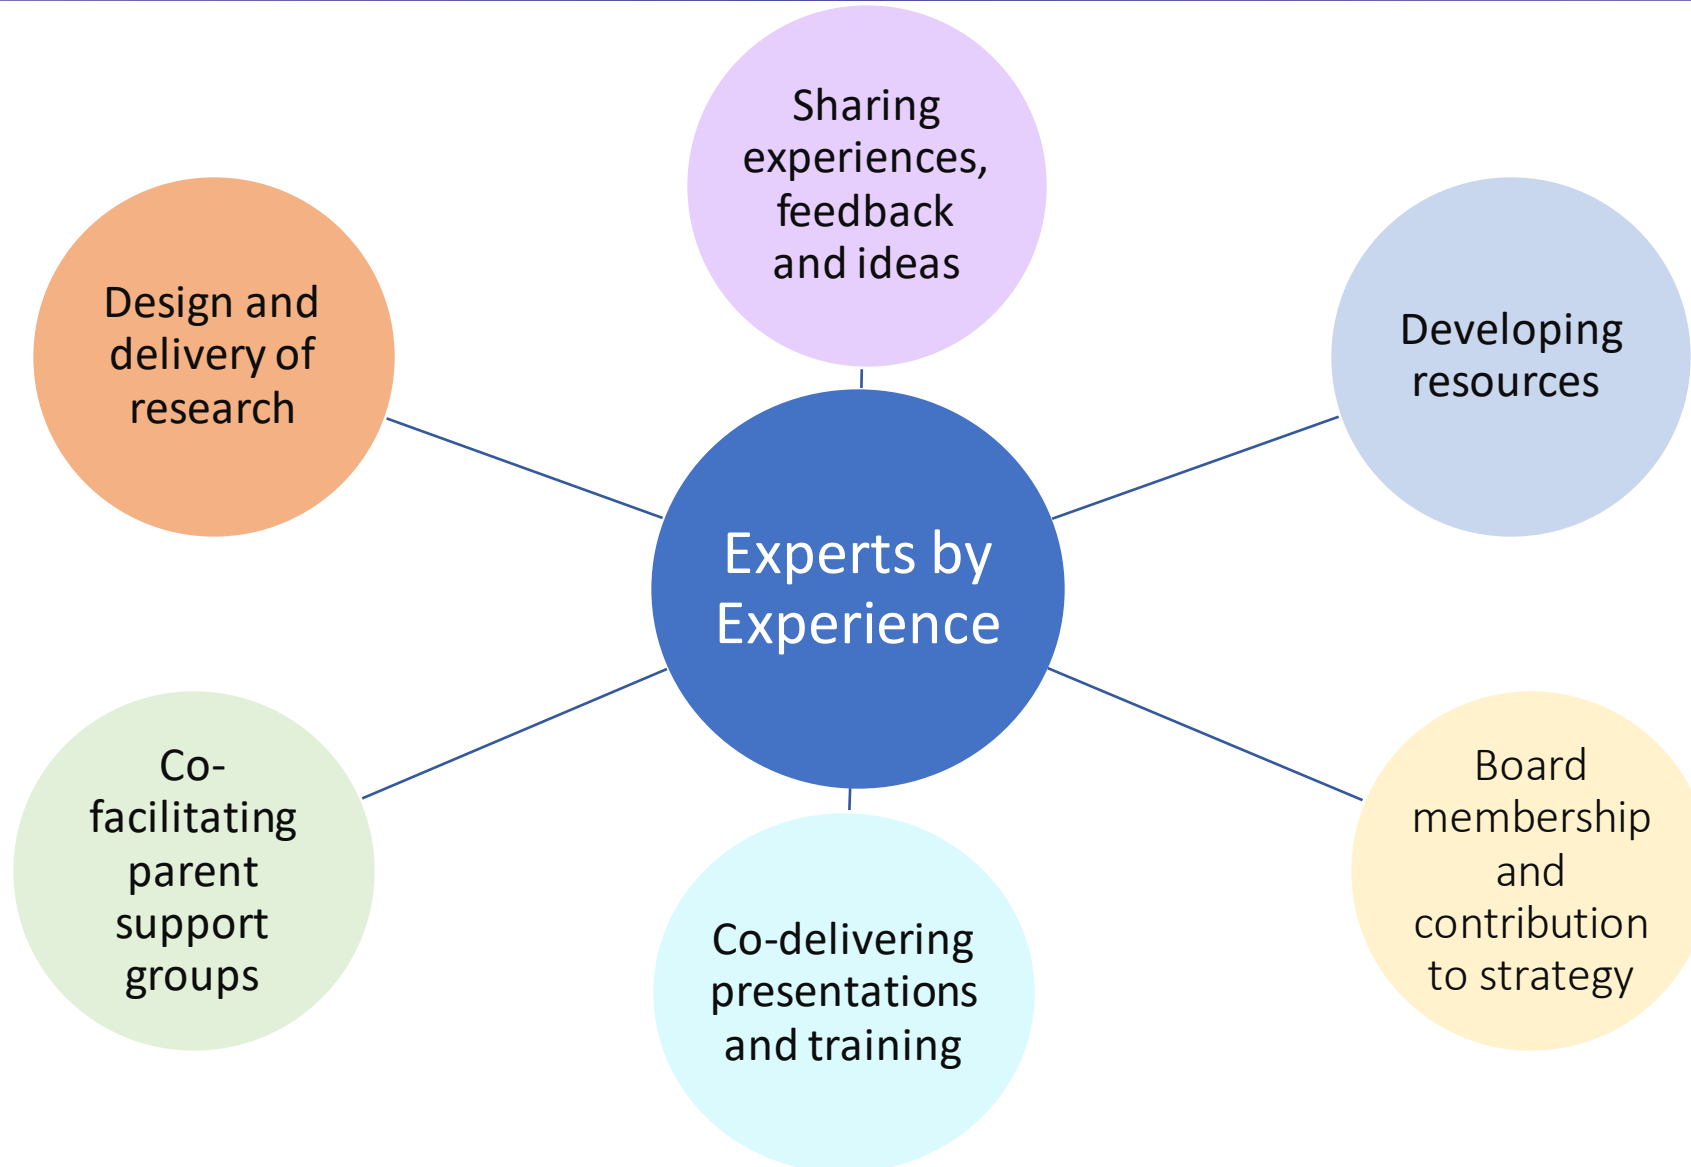 Sharing
experiences,
feedback
and ideas
Design and
delivery of
research
Developing
resources
Experts by
Experience
Co-
facilitating
parent
support
groups
Board
membership
and
contribution
to strategy
Co-delivering
presentations
and training